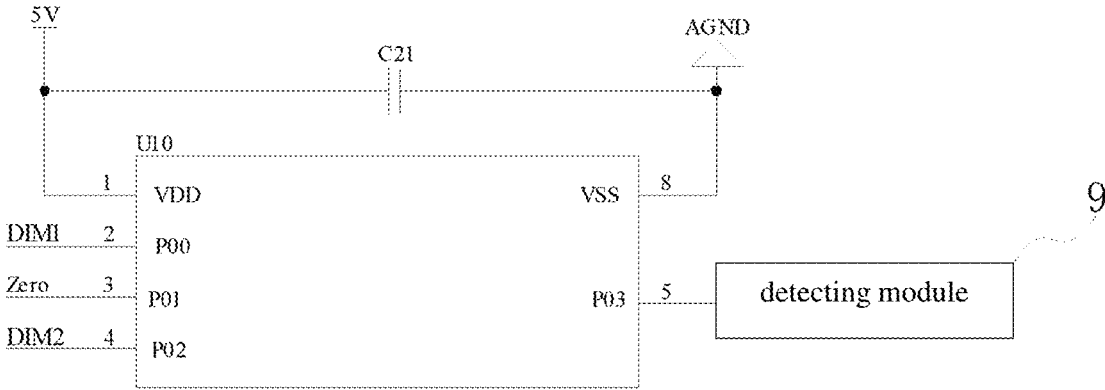 5V
C21
AGND
U10
1 VDD
VSS 8
9
DIM1 2 P00
Zero 3 P01
P03 5
detecting module
DIM2 4 P02